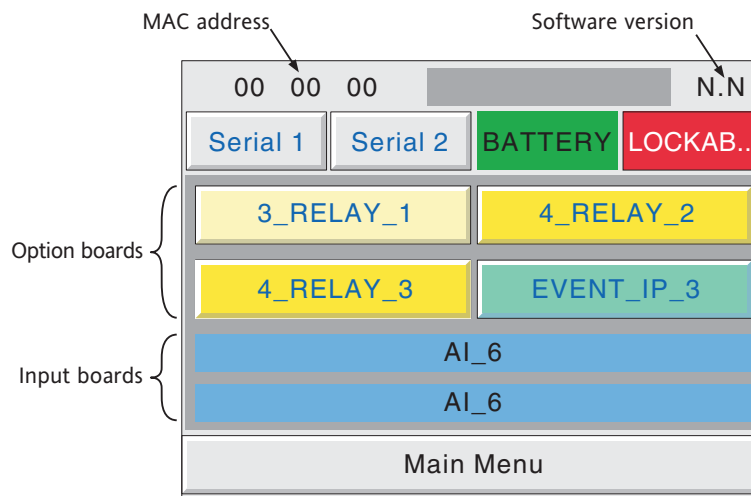 MAC address
Software version
00 00 00
N.N
Serial 1
Serial 2
BATTERY
LOCKAB..
Option boards
3_RELAY_1
4_RELAY_2
4_RELAY_3
EVENT_IP_3
Input boards
AI_6
AI_6
Main Menu